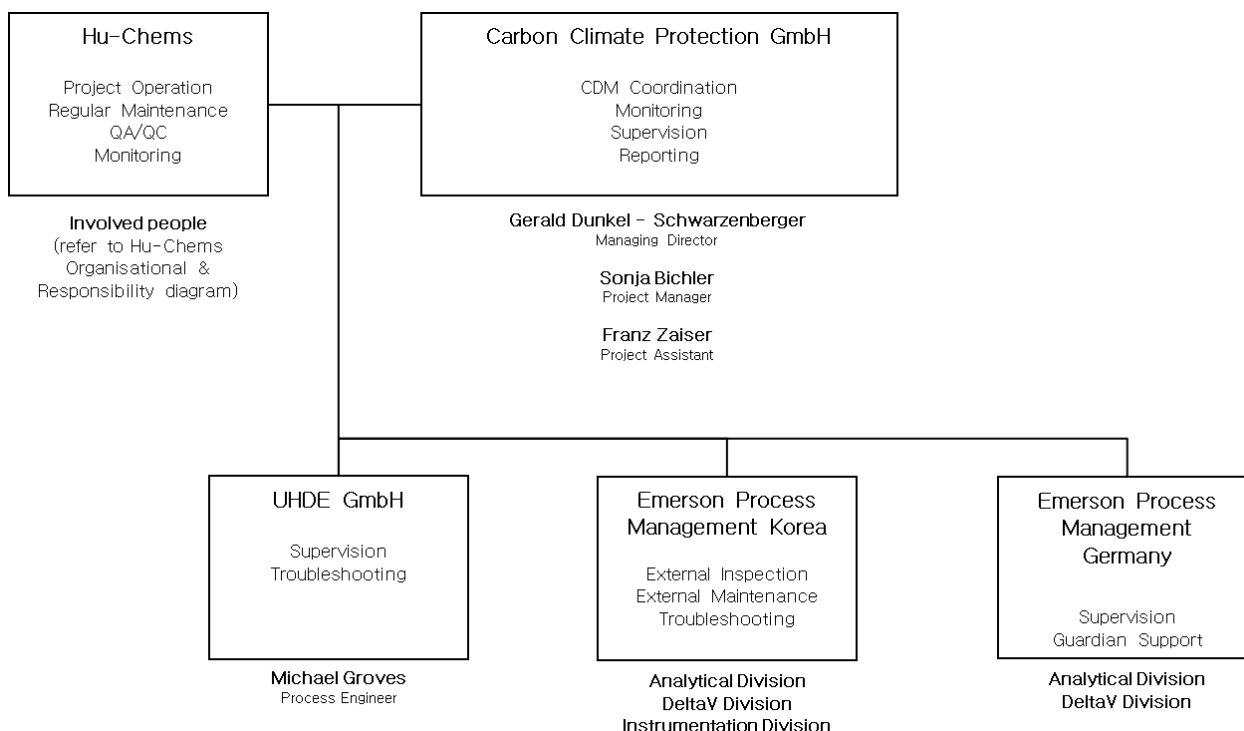 Hu-Chems
Project Operation
Regular Maintenance
QA/QC
Monitoring
Involved people
(refer to Hu-Chems
Organisational &
Responsibility diagram)
Carbon Climate Protection GmbH
CDM Coordination
Monitoring
Supervision
Reporting
Gerald Dunkel - Schwarzenberger
Managing Director
Sonja Bichler
Project Manager
Franz Zaiser
Project Assistant
UHDE GmbH
Supervision
Troubleshooting
Michael Groves
Process Engineer
Emerson Process
Management Korea
External Inspection
External Maintenance
Troubleshooting
Analytical Division
DeltaV Division
Instrumentation Division
Emerson Process
Management
Germany
Supervision
Guardian Support
Analytical Division
DeltaV Division